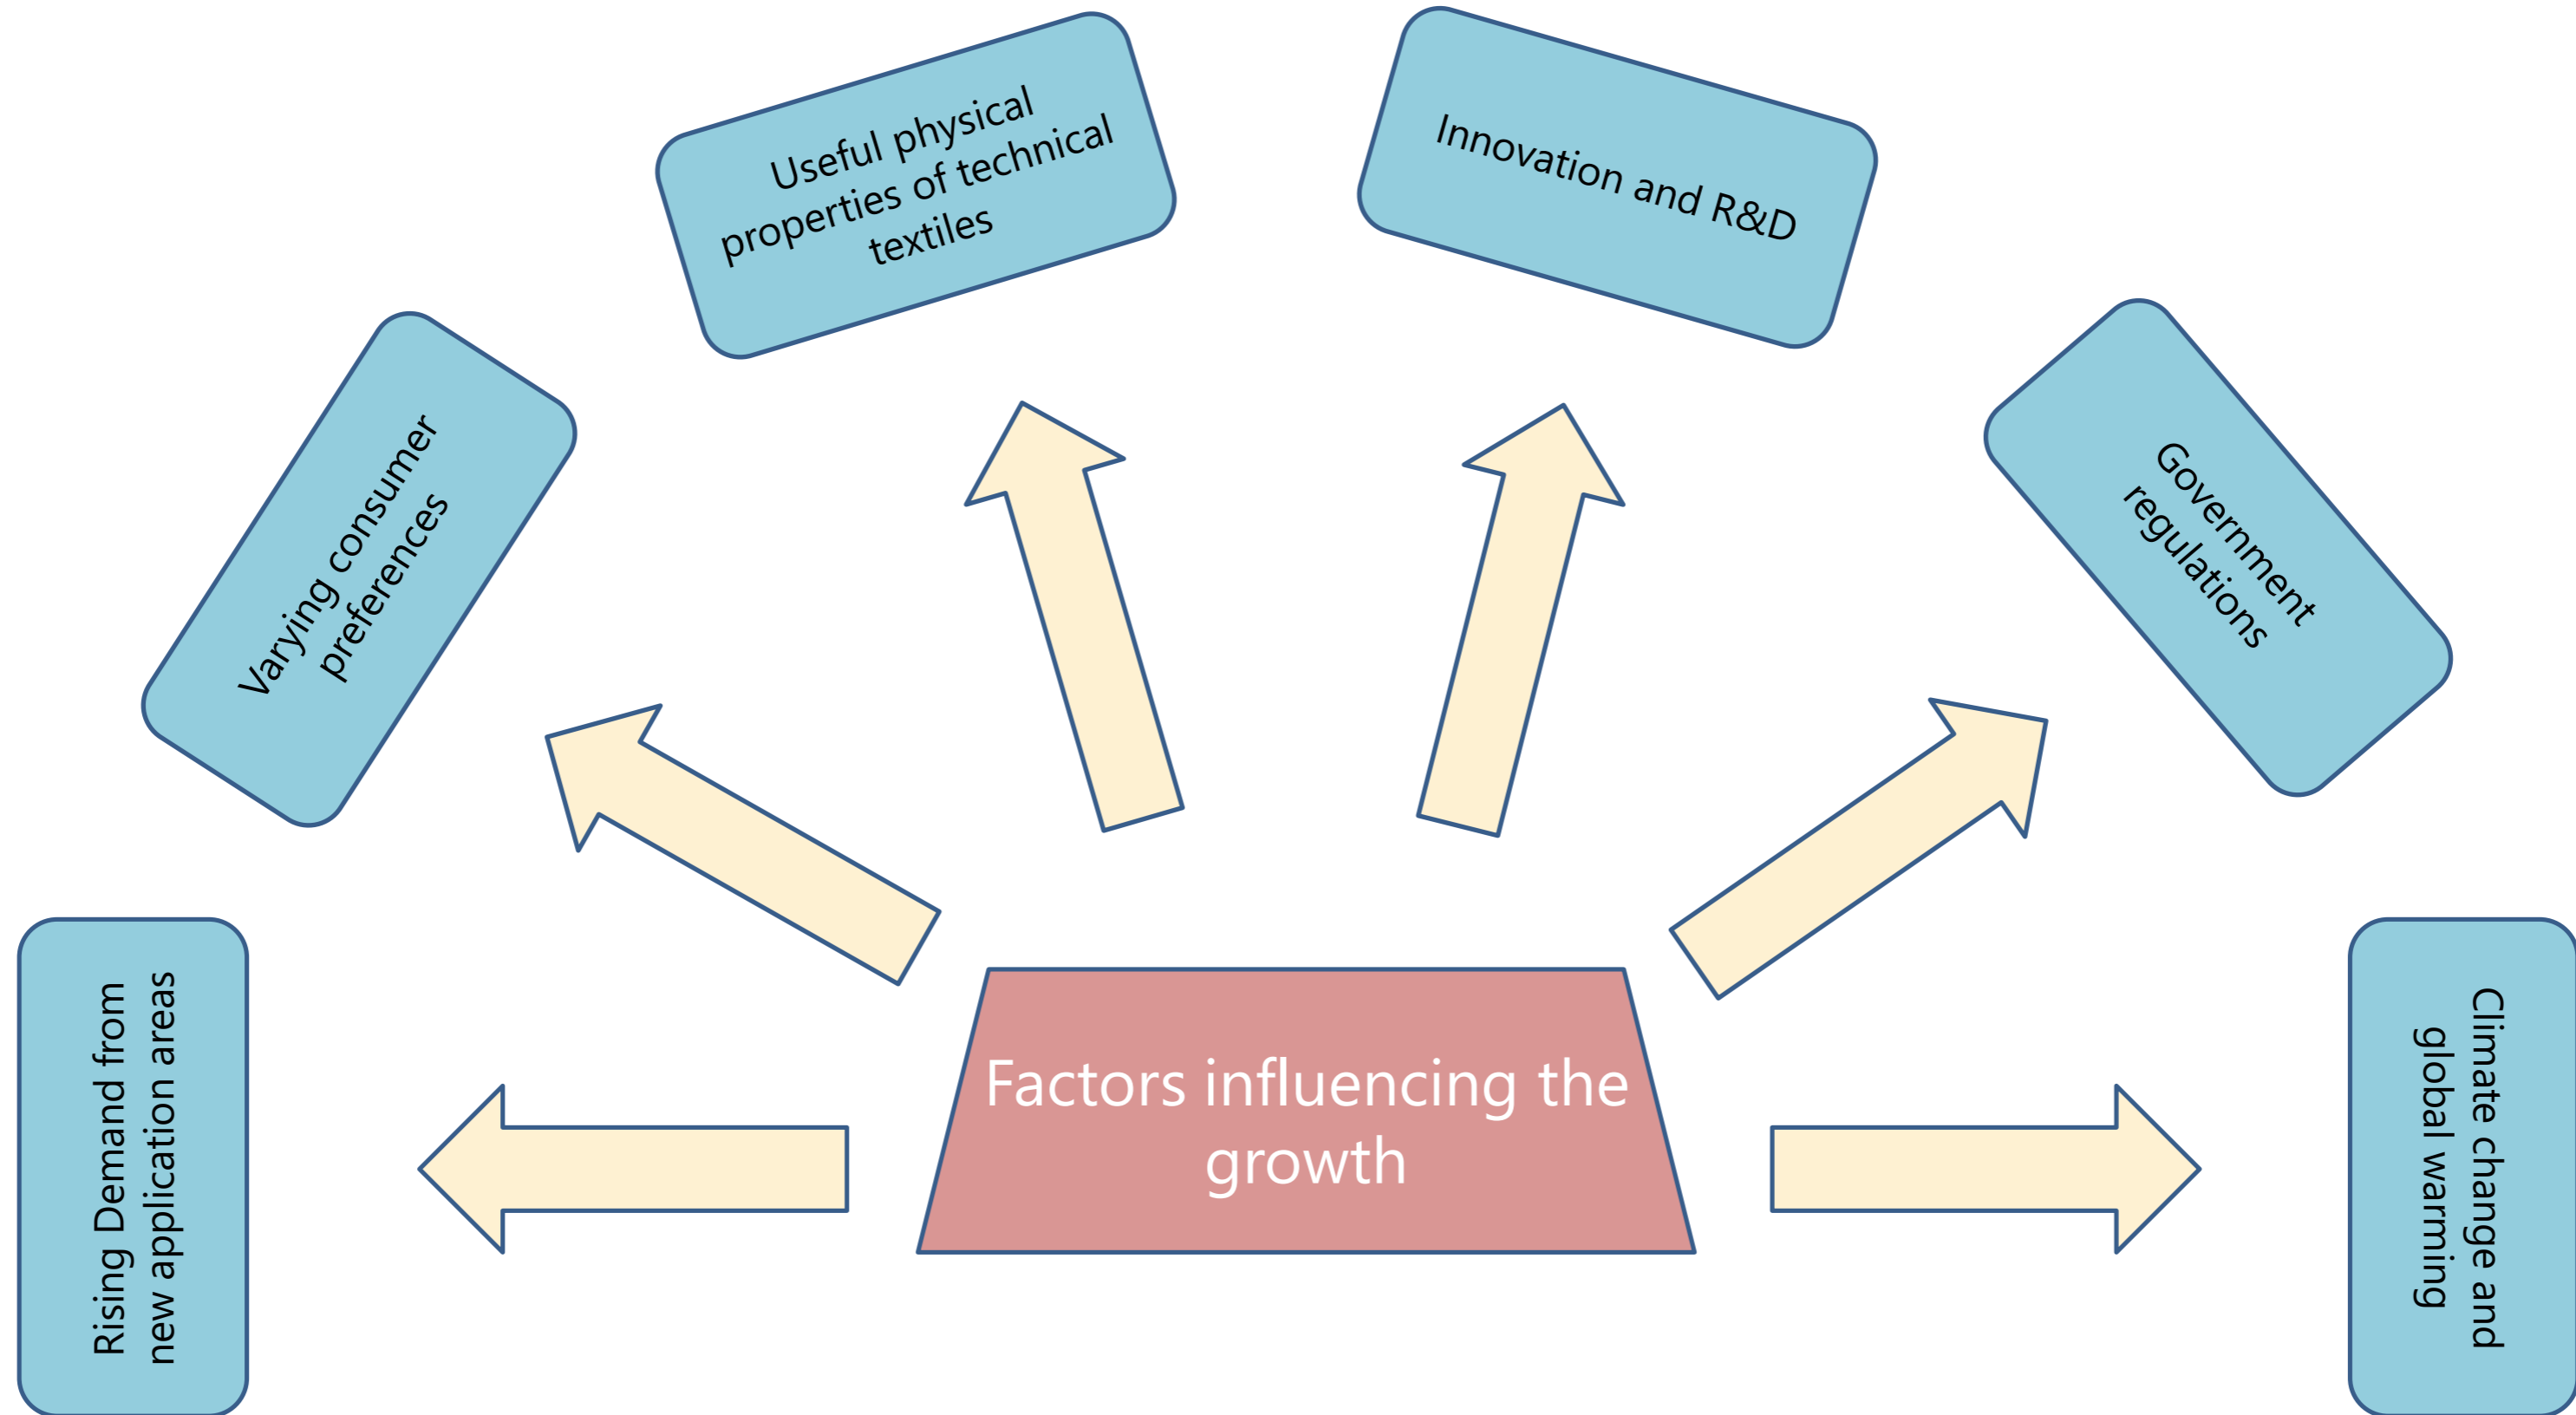 Useful physical
properties of technical
textiles
Innovation and R&D
Varying consumer
preferences
Government
regulations
Rising Demand from
new application areas
Factors influencing the
growth
Climate change and
global warming